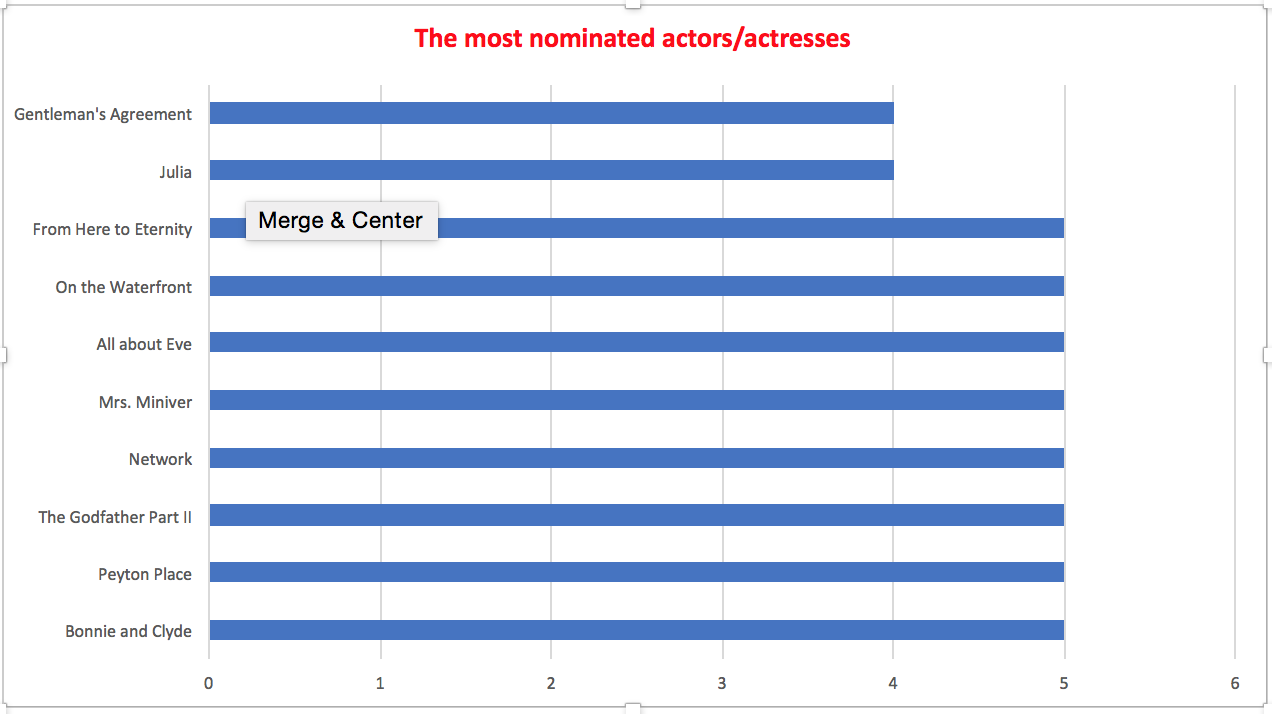 The most nominated actors/actresses
Gentleman's Agreement
Julia
From Here to Eternity
Merge & Center
On the Waterfront
All about Eve
Mrs. Miniver
Network
The Godfather Part II
Peyton Place
Bonnie and Clyde
0 1 2 3 4 5 6